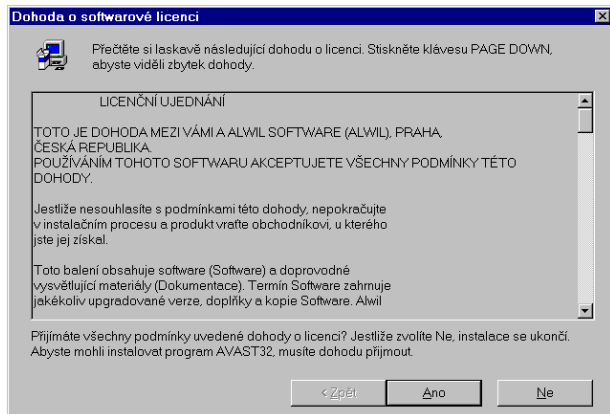 Dohoda o softwarové licenci
Přečtěte si laskavě následující dohodu o licenci. Stiskněte klávesu PAGE DOWN,
abyste viděli zbytek dohody.
LICENČNÍ UJEDNÁNÍ
TOTO JE DOHODA MEZI VÁMI A ALWIL SOFTWARE (ALWIL), PRAHA,
ČESKÁ REPUBLIKA.
POUŽÍVÁNÍM TOHOTO SOFTWARU AKCEPTUJETE VŠECHNY PODMÍNKY TÉTO
DOHODY.
Jestliže nesouhlasíte s podmínkami této dohody, nepokračujte
v instalačním procesu a produkt vraťte obchodníkovi, u kterého
jste jej získal.
Toto balení obsahuje software (Software) a doprovodné
vysvětlující materiály (Dokumentace). Termín Software zahrnuje
jakékoliv upgradované verze, doplňky a kopie Software. Alwil
Přijímáte všechny podmínky uvedené dohody o licenci? Jestliže zvolíte Ne, instalace se ukončí.
Abyste mohli instalovat program AVAST32, musíte dohodu přijmout.
< Zpět Ano Ne